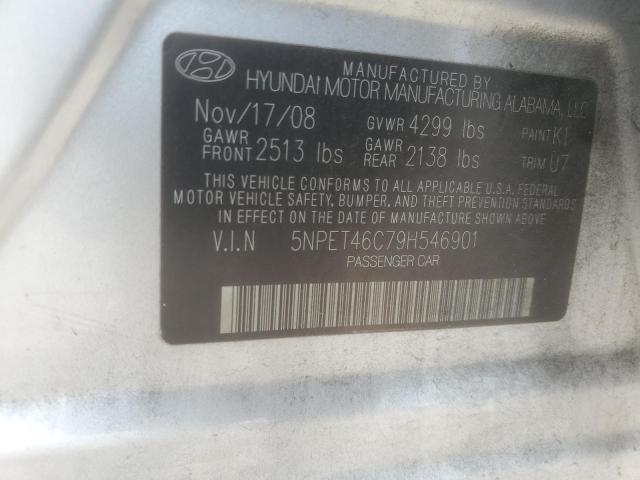 MANUFACTURED BY
HYUNDAI MOTOR MANUFACTURING ALABAMA, LLC
Nov/17/08 GVWR 4299 lbs PAINT K1
GAWR FRONT 2513 lbs GAWR REAR 2138 lbs TRIM U7
THIS VEHICLE CONFORMS TO ALL APPLICABLE U.S.A. FEDERAL
MOTOR VEHICLE SAFETY, BUMPER, AND THEFT PREVENTION STANDARDS
IN EFFECT ON THE DATE OF MANUFACTURE SHOWN ABOVE
V.I.N 5NPET46C79H546901
PASSENGER CAR